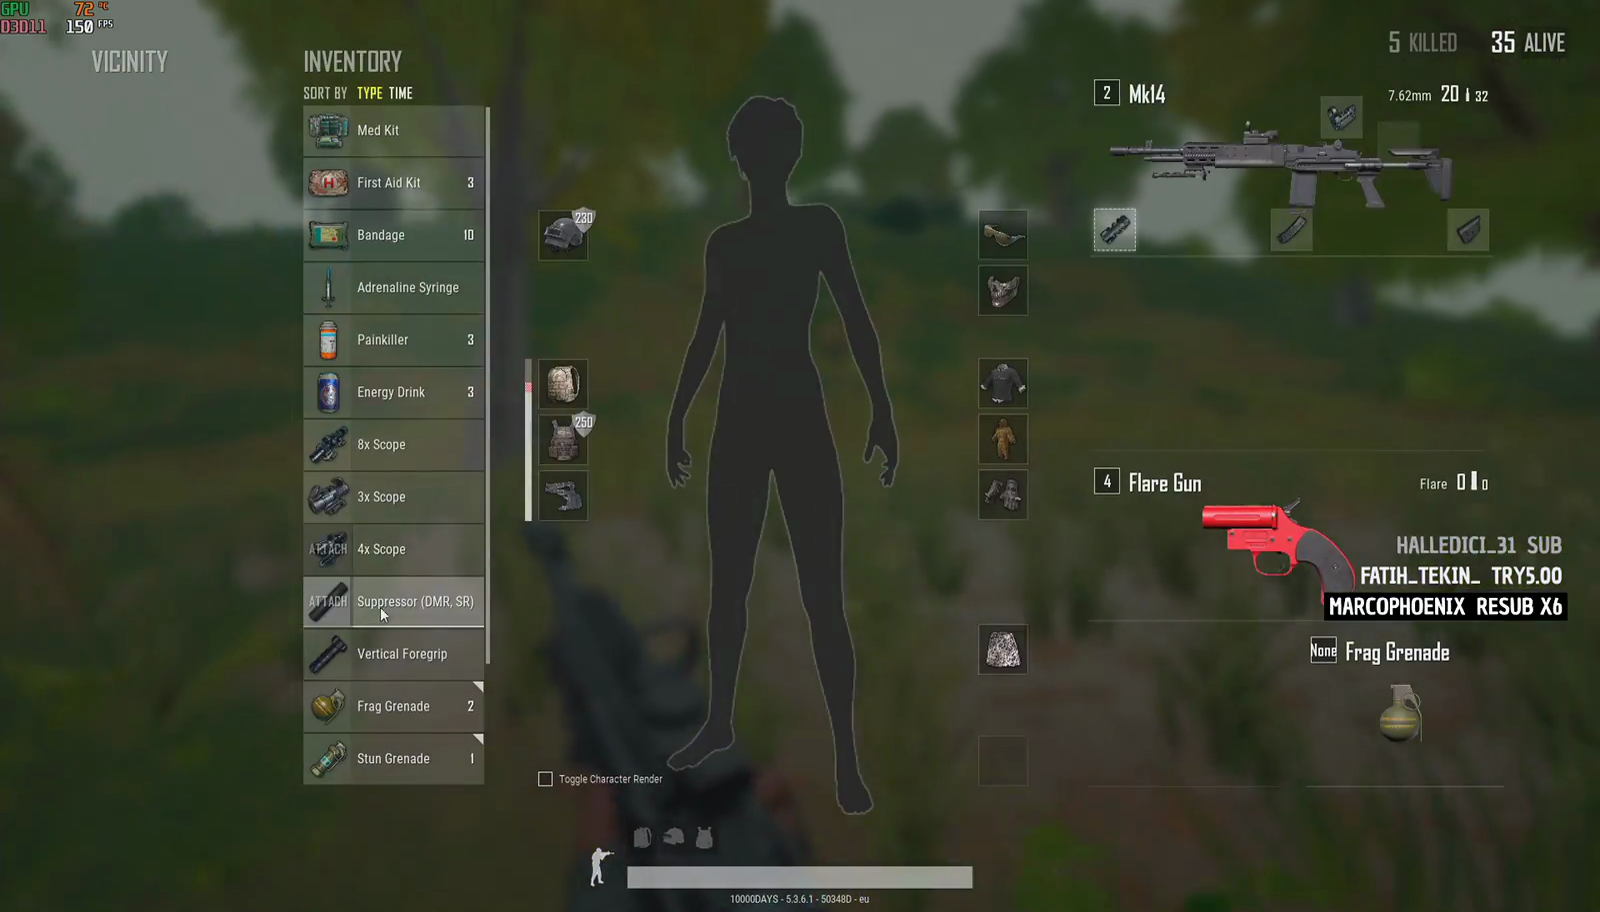 GPU 72 °C
D3D11 150 FPS
VICINITY
INVENTORY
SORT BY TYPE TIME
Med Kit
First Aid Kit 3
Bandage 10
Adrenaline Syringe
Painkiller 3
Energy Drink 3
8x Scope
3x Scope
ATTACH 4x Scope
ATTACH Suppressor (DMR, SR)
Vertical Foregrip
Frag Grenade 2
Stun Grenade 1
230
250
Toggle Character Render
10000DAYS - 5.3.6.1 - 50348D - eu
5 KILLED 35 ALIVE
2 Mk14 7.62mm 20 32
4 Flare Gun Flare 0 0
HALLEDICI_31 SUB
FATIH_TEKIN_ TRY5.00
MARCOPHOENIX RESUB X6
None Frag Grenade